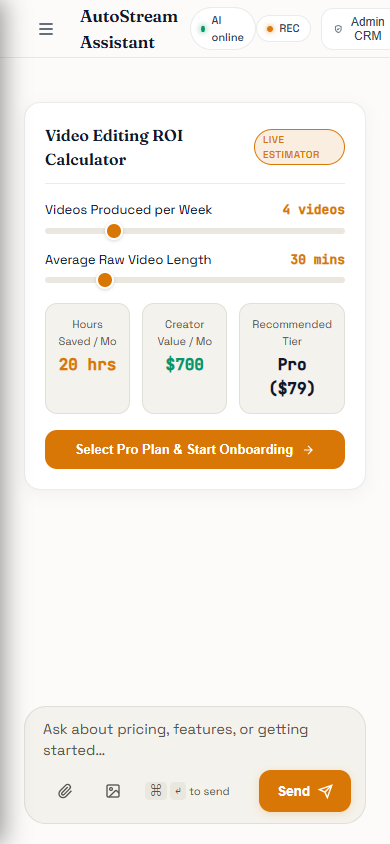 AutoStream
Assistant
AI
online
REC
Admin
CRM
Video Editing ROI
Calculator
LIVE
ESTIMATOR
Videos Produced per Week
4 videos
Average Raw Video Length
30 mins
Hours
Saved / Mo
20 hrs
Creator
Value / Mo
$700
Recommended
Tier
Pro
($79)
Select Pro Plan & Start Onboarding →
Ask about pricing, features, or getting
started…
⌘ ↵ to send
Send